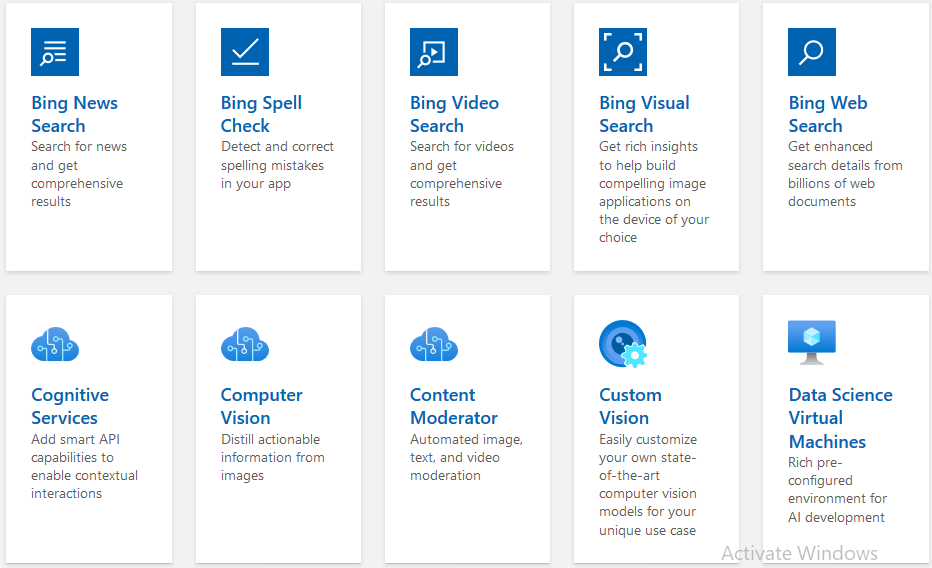 Bing News
Search
Search for news
and get
comprehensive
results
Bing Spell
Check
Detect and correct
spelling mistakes
in your app
Bing Video
Search
Search for videos
and get
comprehensive
results
Bing Visual
Search
Get rich insights
to help build
compelling image
applications on
the device of your
choice
Bing Web
Search
Get enhanced
search details from
billions of web
documents
Cognitive
Services
Add smart API
capabilities to
enable contextual
interactions
Computer
Vision
Distill actionable
information from
images
Content
Moderator
Automated image,
text, and video
moderation
Custom
Vision
Easily customize
your own state-
of-the-art
computer vision
models for your
unique use case
Data Science
Virtual
Machines
Rich pre-
configured
environment for
AI development
Activate Windows